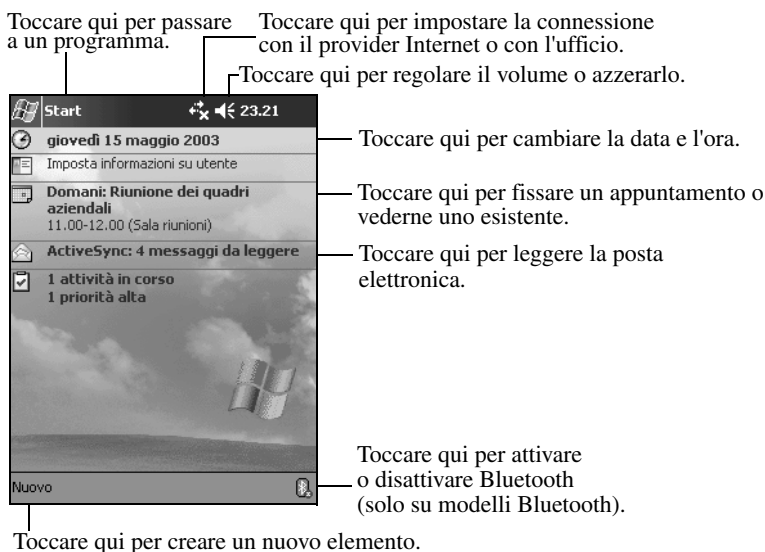 Toccare qui per passare
a un programma.
Toccare qui per impostare la connessione
con il provider Internet o con l'ufficio.
Toccare qui per regolare il volume o azzerarlo.
Start 23.21
giovedì 15 maggio 2003
Toccare qui per cambiare la data e l'ora.
Imposta informazioni su utente
Domani: Riunione dei quadri
aziendali
11.00-12.00 (Sala riunioni)
Toccare qui per fissare un appuntamento o
vederne uno esistente.
ActiveSync: 4 messaggi da leggere
Toccare qui per leggere la posta
elettronica.
1 attività in corso
1 priorità alta
Toccare qui per attivare
o disattivare Bluetooth
(solo su modelli Bluetooth).
Nuovo
Toccare qui per creare un nuovo elemento.